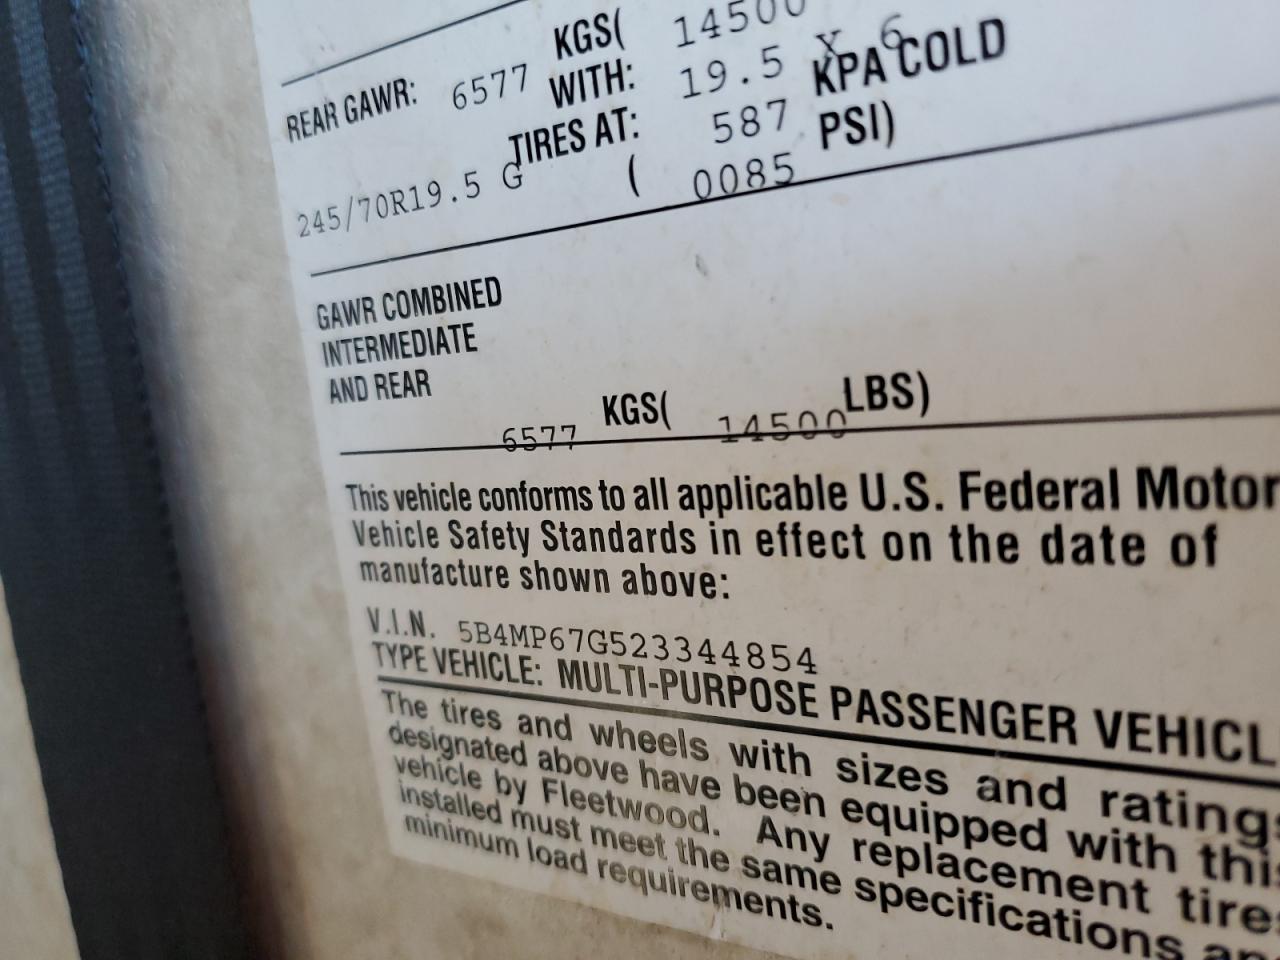 KGS( 14500
REAR GAWR: 6577 WITH: 19.5 X 6
TIRES AT: 587 KPA COLD
245/70R19.5 G ( 0085 PSI)
GAWR COMBINED
INTERMEDIATE
AND REAR
6577 KGS( 14500 LBS)
This vehicle conforms to all applicable U.S. Federal Motor
Vehicle Safety Standards in effect on the date of
manufacture shown above:
V.I.N. 5B4MP67G523344854
TYPE VEHICLE: MULTI-PURPOSE PASSENGER VEHICL
The tires and wheels with sizes and rating
designated above have been equipped with this
vehicle by Fleetwood. Any replacement tire
installed must meet the same specifications an
minimum load requirements.